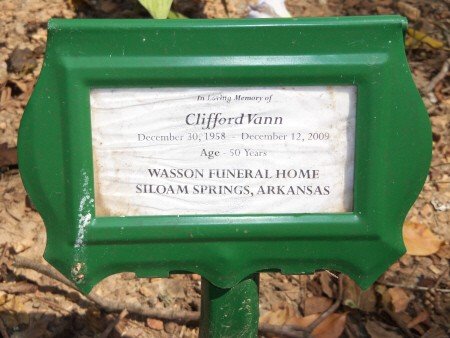 In Loving Memory of
Clifford Vann
December 30, 1958 - December 12, 2009
Age - 50 Years
WASSON FUNERAL HOME
SILOAM SPRINGS, ARKANSAS